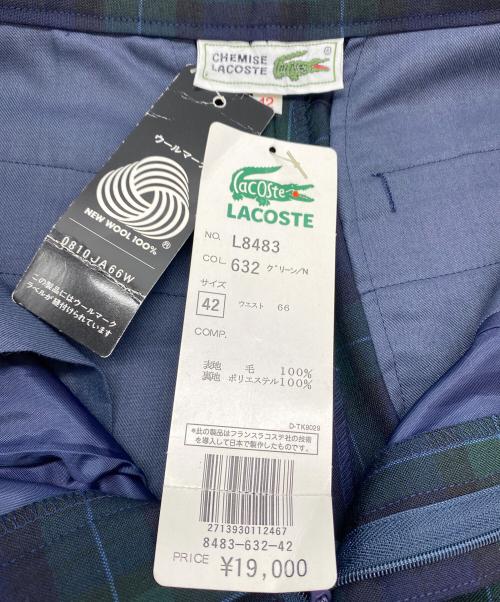 CHEMISE
LACOSTE
42
ウールマーク
NEW WOOL 100%
0810JA66W
この製品にはウールマーク
ラベルが縫付けられています
Lacoste
LACOSTE
NO. L8483
COL. 632 グリーン/N
サイズ
42 ウエスト 66
COMP.
表地 毛 100%
裏地 ポリエステル100%
D-TK9029
※此の製品はフランスラコステ社の技術
を導入して日本で製作したものです。
2713930112467
8483-632-42
PRICE ¥19,000